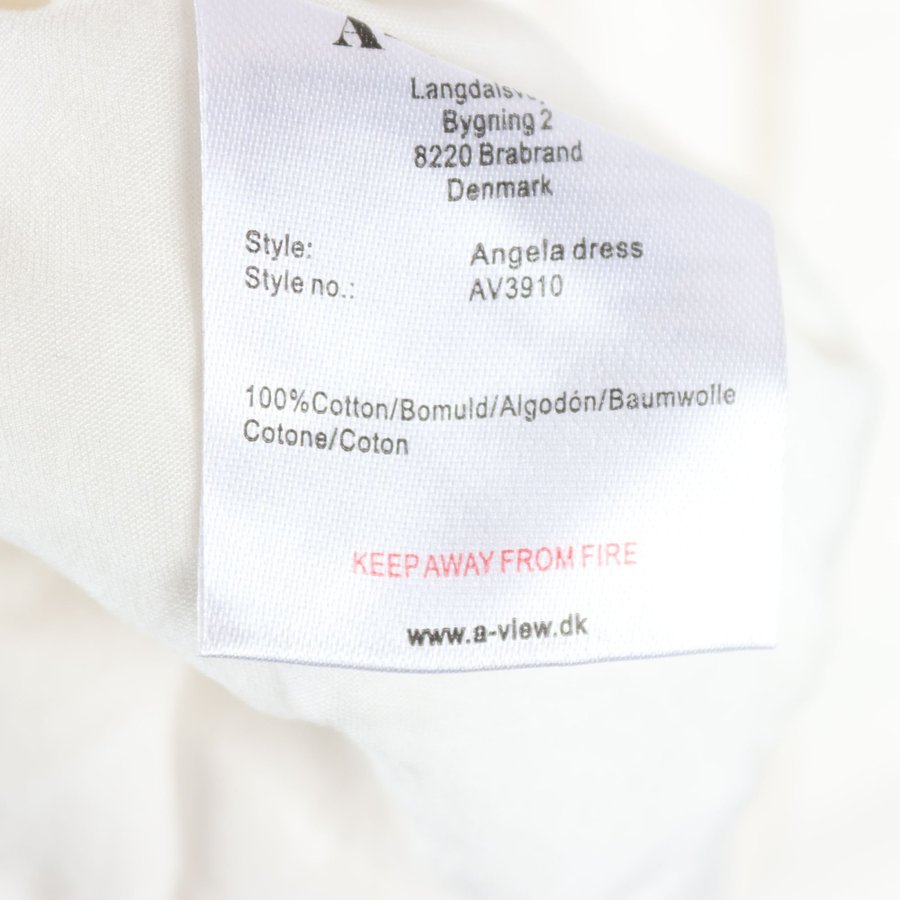 Bygning 2
8220 Brabrand
Denmark
Style: Angela dress
Style no.: AV3910
100%Cotton/Bomuld/Algodón/Baumwolle
Cotone/Coton
KEEP AWAY FROM FIRE
www.a-view.dk